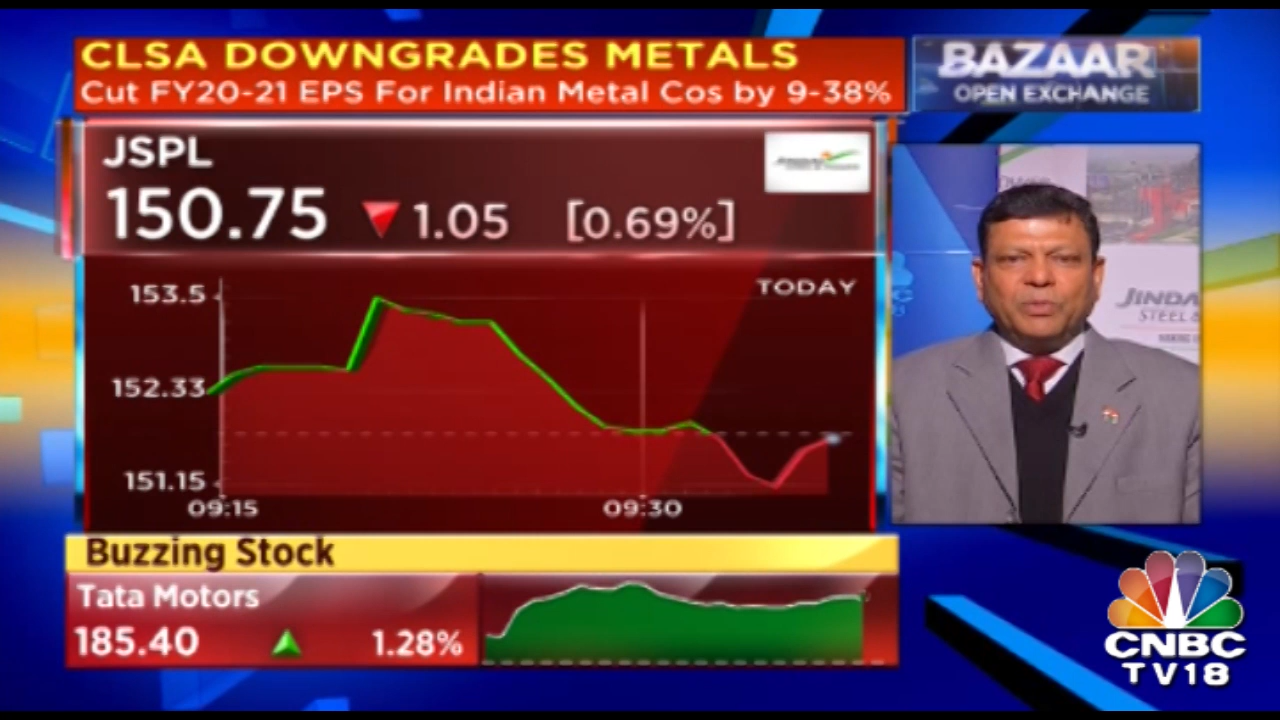 CLSA DOWNGRADES METALS
Cut FY20-21 EPS For Indian Metal Cos by 9-38%
BAZAAR
OPEN EXCHANGE
JSPL
150.75 ▼ 1.05 [0.69%]
TODAY
153.5
152.33
151.15
09:15 09:30
JINDA
STEEL &
Buzzing Stock
Tata Motors
185.40 ▲ 1.28%
CNBC
TV18